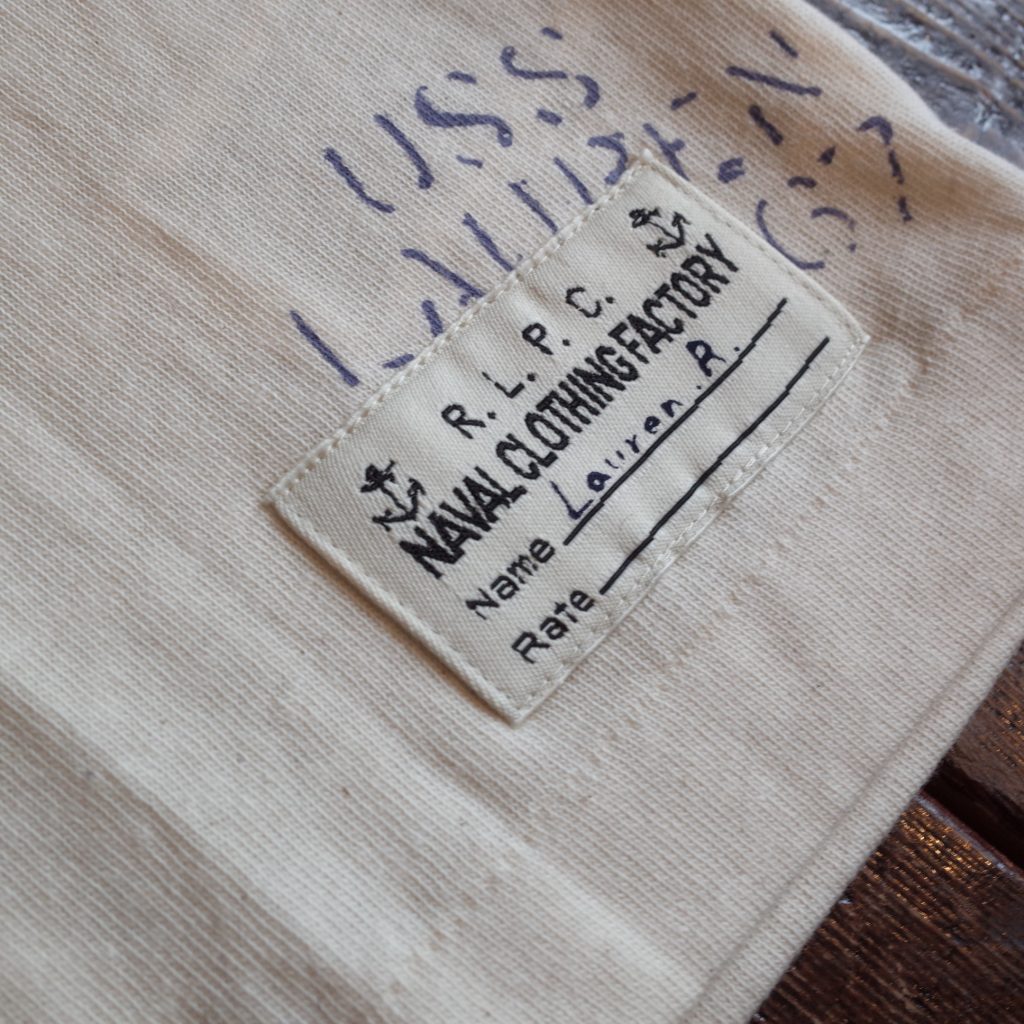 USS
R. L. P. C.
NAVAL CLOTHING FACTORY
Name Lauren R.
Rate